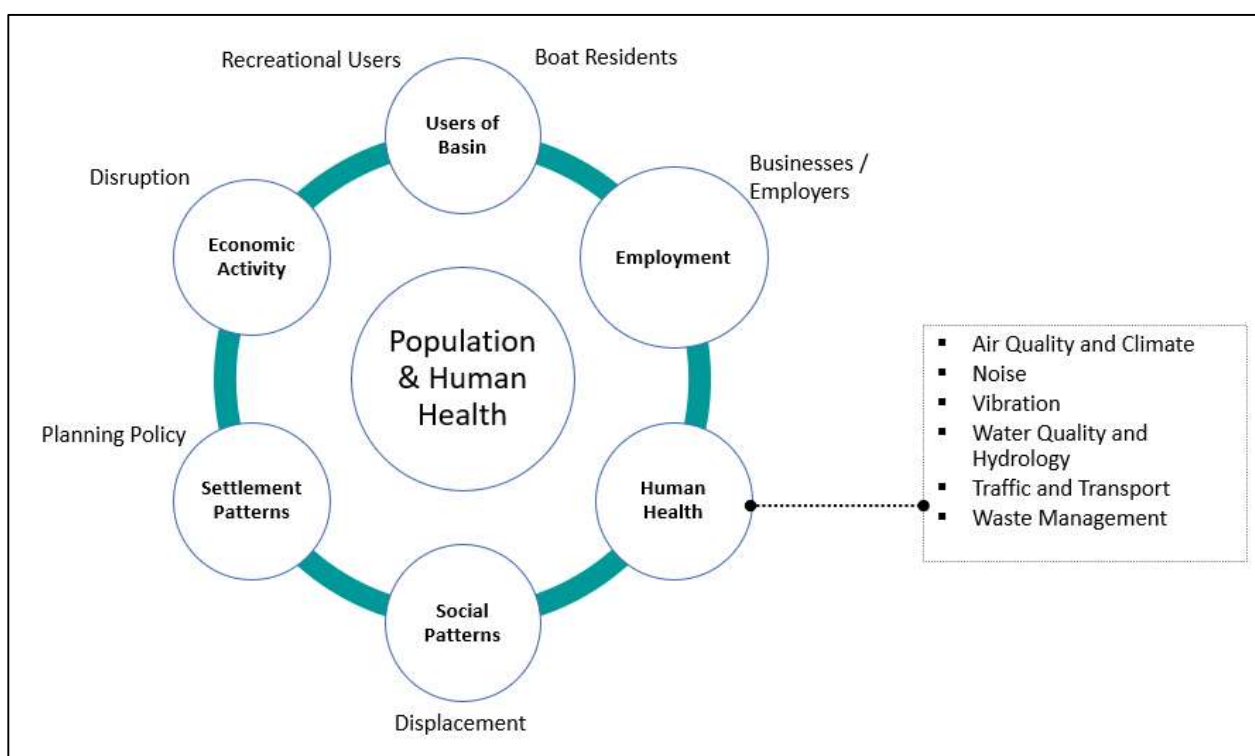 Recreational Users
Boat Residents
Users of
Basin
Businesses /
Employers
Disruption
Economic
Activity
Employment
Population
& Human
Health
▪ Air Quality and Climate
▪ Noise
▪ Vibration
▪ Water Quality and
Hydrology
▪ Traffic and Transport
▪ Waste Management
Planning Policy
Settlement
Patterns
Human
Health
Social
Patterns
Displacement